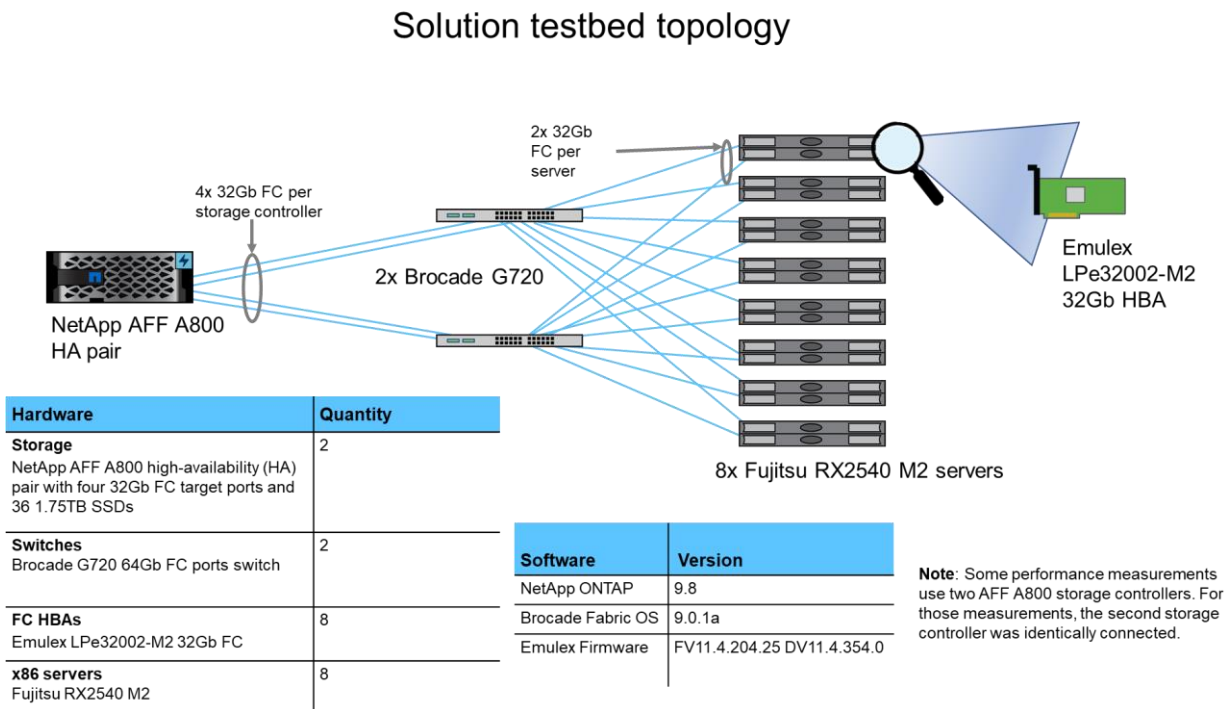 Solution testbed topology
2x 32Gb
FC per
server
4x 32Gb FC per
storage controller
2x Brocade G720
NetApp AFF A800
HA pair
Emulex
LPe32002-M2
32Gb HBA
8x Fujitsu RX2540 M2 servers
Hardware Quantity
Storage 2
NetApp AFF A800 high-availability (HA)
pair with four 32Gb FC target ports and
36 1.75TB SSDs
Switches 2
Brocade G720 64Gb FC ports switch
FC HBAs 8
Emulex LPe32002-M2 32Gb FC
x86 servers 8
Fujitsu RX2540 M2
Software Version
NetApp ONTAP 9.8
Brocade Fabric OS 9.0.1a
Emulex Firmware FV11.4.204.25 DV11.4.354.0
Note: Some performance measurements
use two AFF A800 storage controllers. For
those measurements, the second storage
controller was identically connected.